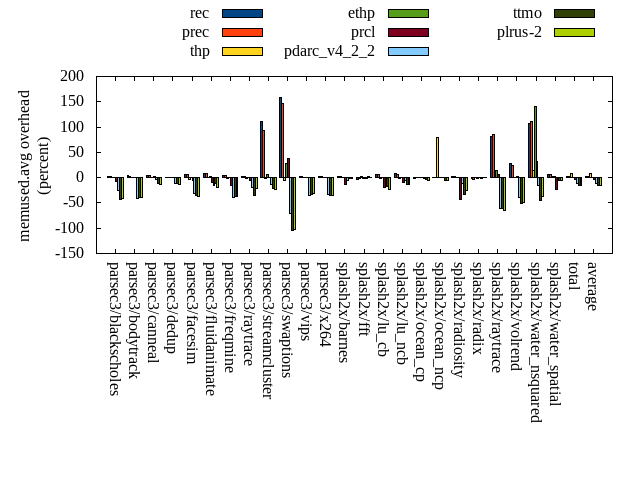 rec
prec
thp
ethp
prcl
pdarc_v4_2_2
ttmo
plrus-2
memused.avg overhead
(percent)
200
150
100
50
0
-50
-100
-150
parsec3/blackscholes
parsec3/bodytrack
parsec3/canneal
parsec3/dedup
parsec3/facesim
parsec3/fluidanimate
parsec3/freqmine
parsec3/raytrace
parsec3/streamcluster
parsec3/swaptions
parsec3/vips
parsec3/x264
splash2x/barnes
splash2x/fft
splash2x/lu_cb
splash2x/lu_ncb
splash2x/ocean_cp
splash2x/ocean_ncp
splash2x/radiosity
splash2x/radix
splash2x/raytrace
splash2x/volrend
splash2x/water_nsquared
splash2x/water_spatial
total
average